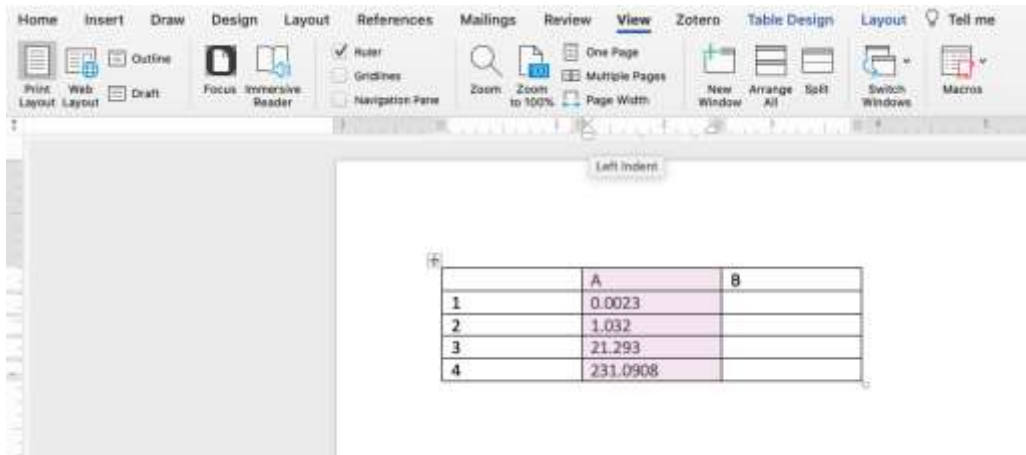 Home Insert Draw Design Layout References Mailings Review View Zotero Table Design Layout Tell me
Print Layout
Web Layout
Outline
Draft
Focus
Immersive Reader
Ruler
Gridlines
Navigation Pane
Zoom
Zoom to 100%
One Page
Multiple Pages
Page Width
New Window
Arrange All
Split
Switch Windows
Macros
Left Indent
A B
1 0.0023
2 1.032
3 21.293
4 231.0908